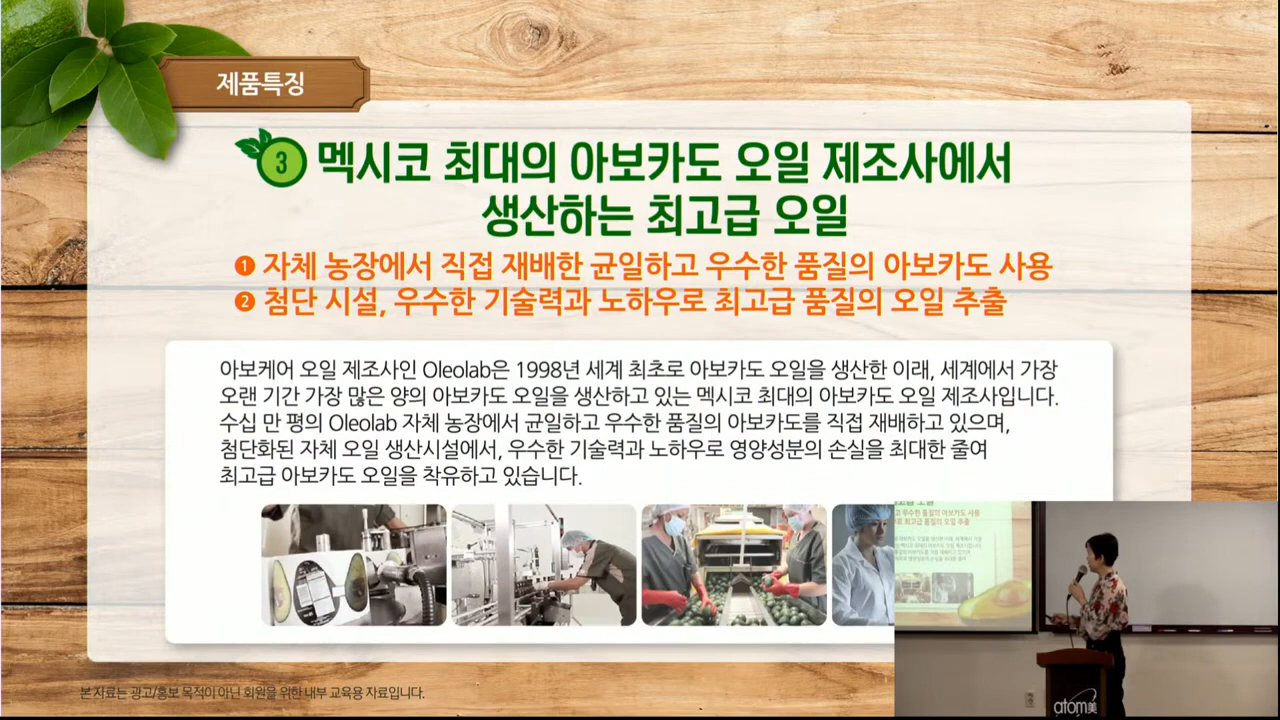 제품특징
3 멕시코 최대의 아보카도 오일 제조사에서
생산하는 최고급 오일
❶ 자체 농장에서 직접 재배한 균일하고 우수한 품질의 아보카도 사용
❷ 첨단 시설, 우수한 기술력과 노하우로 최고급 품질의 오일 추출
아보케어 오일 제조사인 Oleolab은 1998년 세계 최초로 아보카도 오일을 생산한 이래, 세계에서 가장
오랜 기간 가장 많은 양의 아보카도 오일을 생산하고 있는 멕시코 최대의 아보카도 오일 제조사입니다.
수십 만 평의 Oleolab 자체 농장에서 균일하고 우수한 품질의 아보카도를 직접 재배하고 있으며,
첨단화된 자체 오일 생산시설에서, 우수한 기술력과 노하우로 영양성분의 손실을 최대한 줄여
최고급 아보카도 오일을 착유하고 있습니다.
본 자료는 광고/홍보 목적이 아닌 회원을 위한 내부 교육용 자료입니다.
atom美